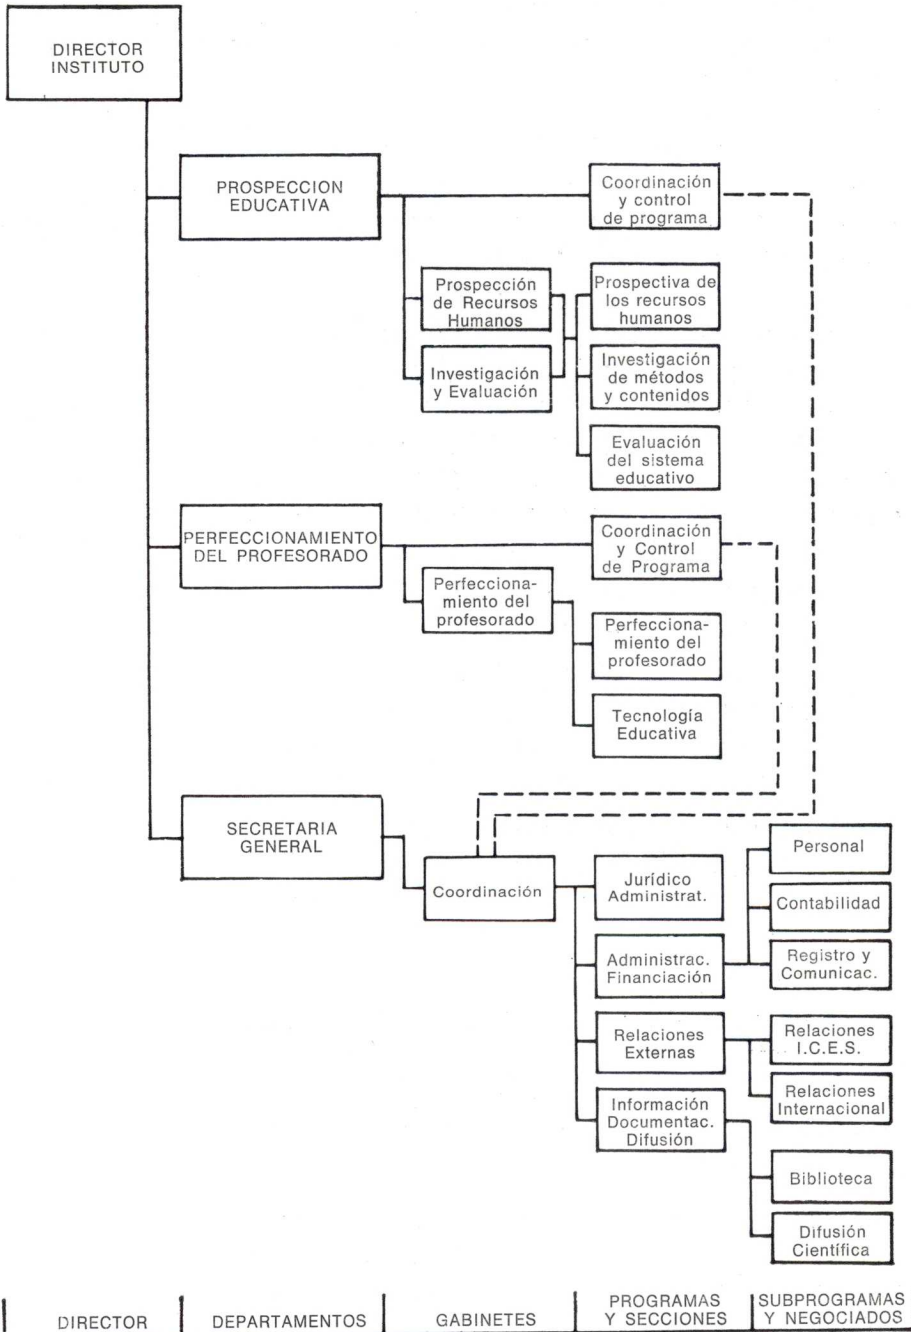 DIRECTOR
INSTITUTO
PROSPECCION
EDUCATIVA
Coordinación
y control
de programa
Prospección
de Recursos
Humanos
Prospectiva de
los recursos
humanos
Investigación
y Evaluación
Investigación
de métodos
y contenidos
Evaluación
del sistema
educativo
PERFECCIONAMIENTO
DEL PROFESORADO
Coordinación
y Control
de Programa
Perfecciona-
miento del
profesorado
Perfecciona-
miento del
profesorado
Tecnología
Educativa
SECRETARIA
GENERAL
Coordinación
Jurídico
Administrat.
Administrac.
Financiación
Personal
Contabilidad
Registro y
Comunicac.
Relaciones
Externas
Relaciones
I.C.E.S.
Relaciones
Internacional
Información
Documentac.
Difusión
Biblioteca
Difusión
Científica
DIRECTOR
DEPARTAMENTOS
GABINETES
PROGRAMAS
Y SECCIONES
SUBPROGRAMAS
Y NEGOCIADOS